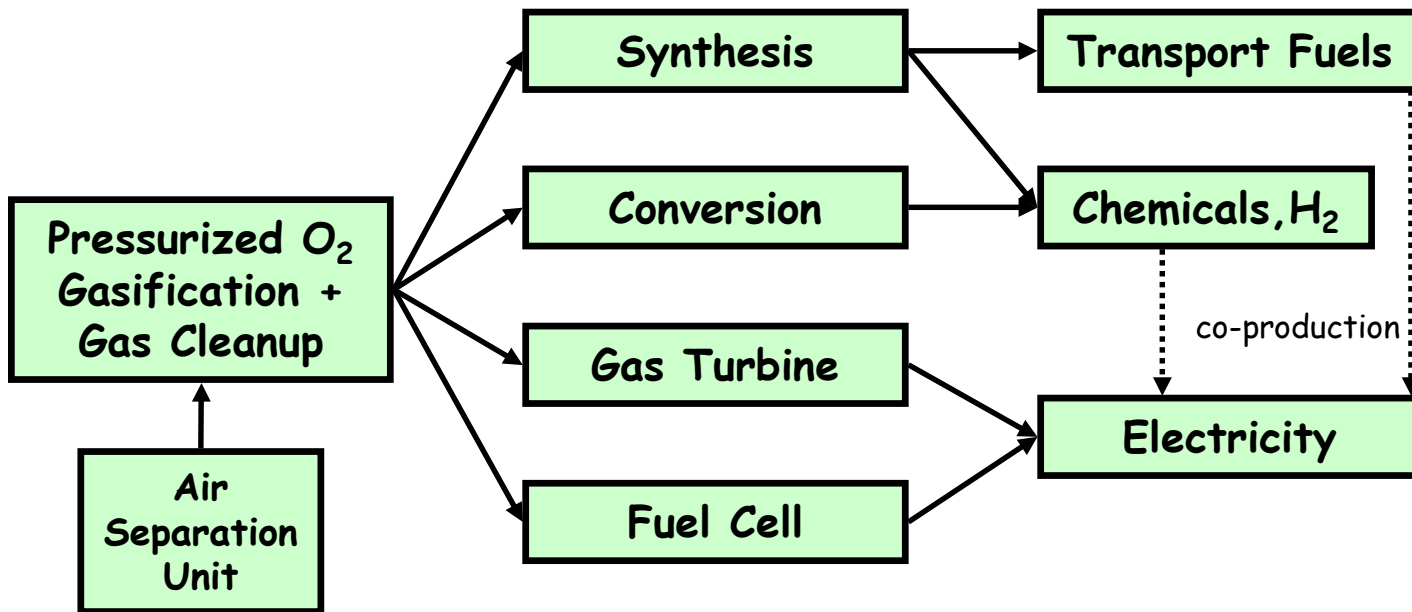 Synthesis
Transport Fuels
Conversion
Chemicals,H₂
Pressurized O₂
Gasification +
Gas Cleanup
co-production
Gas Turbine
Electricity
Air
Separation
Unit
Fuel Cell